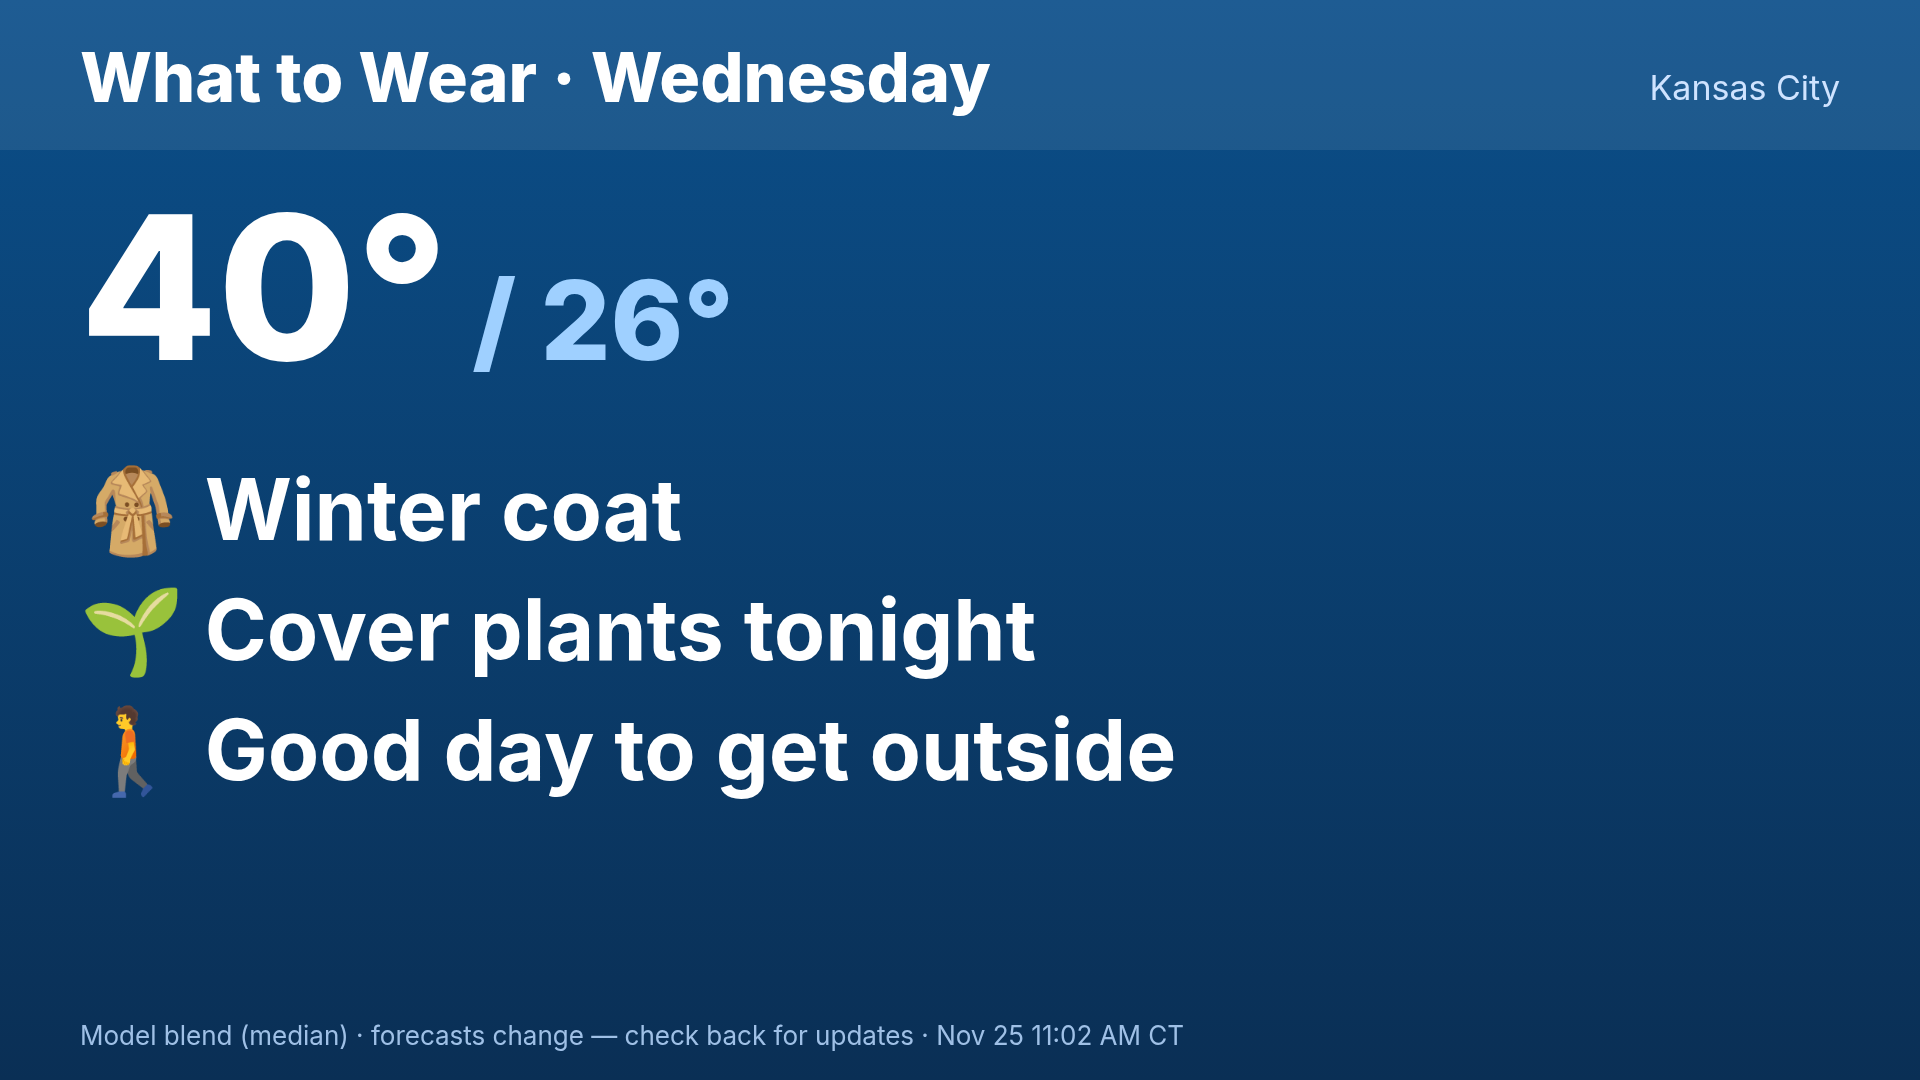 What to Wear · Wednesday
Kansas City
40° / 26°
Winter coat
Cover plants tonight
Good day to get outside
Model blend (median) · forecasts change — check back for updates · Nov 25 11:02 AM CT